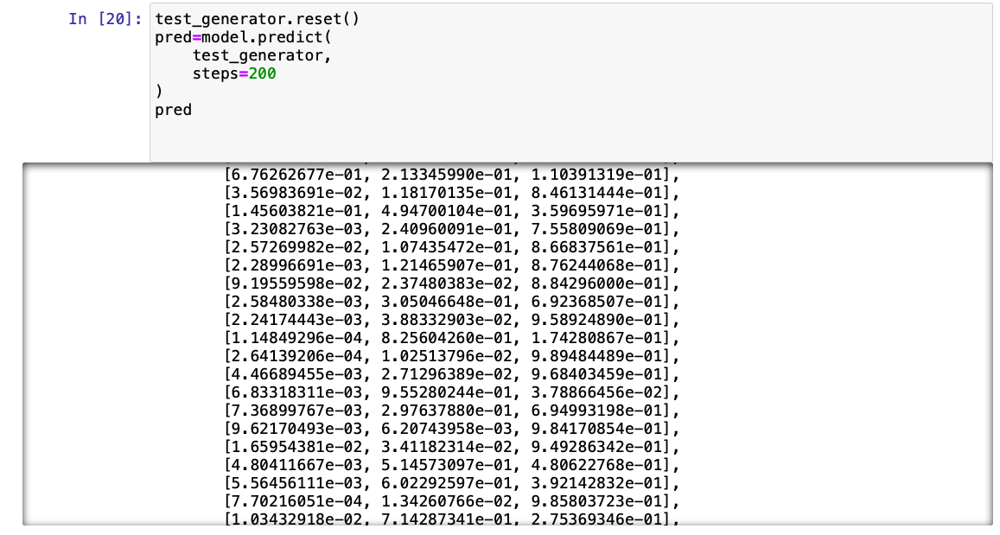 In [20]: test_generator.reset()
pred=model.predict(
    test_generator,
    steps=200
)
pred
[6.76262677e-01, 2.13345990e-01, 1.10391319e-01],
[3.56983691e-02, 1.18170135e-01, 8.46131444e-01],
[1.45603821e-01, 4.94700104e-01, 3.59695971e-01],
[3.23082763e-03, 2.40960091e-01, 7.55809069e-01],
[2.57269982e-02, 1.07435472e-01, 8.66837561e-01],
[2.28996691e-03, 1.21465907e-01, 8.76244068e-01],
[9.19559598e-02, 2.37480383e-02, 8.84296000e-01],
[2.58480338e-03, 3.05046648e-01, 6.92368507e-01],
[2.24174443e-03, 3.88332903e-02, 9.58924890e-01],
[1.14849296e-04, 8.25604260e-01, 1.74280867e-01],
[2.64139206e-04, 1.02513796e-02, 9.89484489e-01],
[4.46689455e-03, 2.71296389e-02, 9.68403459e-01],
[6.83318311e-03, 9.55280244e-01, 3.78866456e-02],
[7.36899767e-03, 2.97637880e-01, 6.94993198e-01],
[9.62170493e-03, 6.20743958e-03, 9.84170854e-01],
[1.65954381e-02, 3.41182314e-02, 9.49286342e-01],
[4.80411667e-03, 5.14573097e-01, 4.80622768e-01],
[5.56456111e-03, 6.02292597e-01, 3.92142832e-01],
[7.70216051e-04, 1.34260766e-02, 9.85803723e-01],
[1.03432918e-02, 7.14287341e-01, 2.75369346e-01],